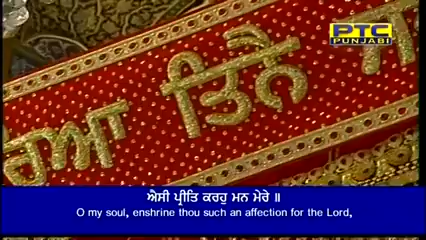 PTC
PUNJABI
ਤਿਨੈ
ਐਸੀ ਪ੍ਰੀਤਿ ਕਰਹੁ ਮਨ ਮੇਰੇ ॥
O my soul, enshrine thou such an affection for the Lord,